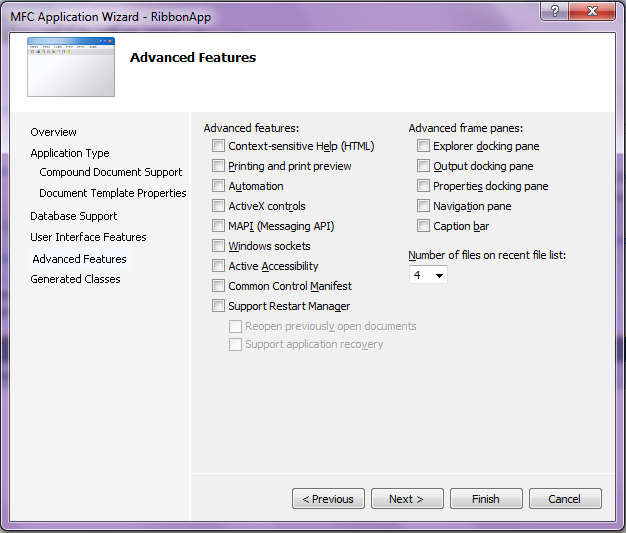 MFC Application Wizard - RibbonApp
Advanced Features
Overview
Application Type
Compound Document Support
Document Template Properties
Database Support
User Interface Features
Advanced Features
Generated Classes
Advanced features:
Context-sensitive Help (HTML)
Printing and print preview
Automation
ActiveX controls
MAPI (Messaging API)
Windows sockets
Active Accessibility
Common Control Manifest
Support Restart Manager
Reopen previously open documents
Support application recovery
Advanced frame panes:
Explorer docking pane
Output docking pane
Properties docking pane
Navigation pane
Caption bar
Number of files on recent file list:
4
< Previous
Next >
Finish
Cancel